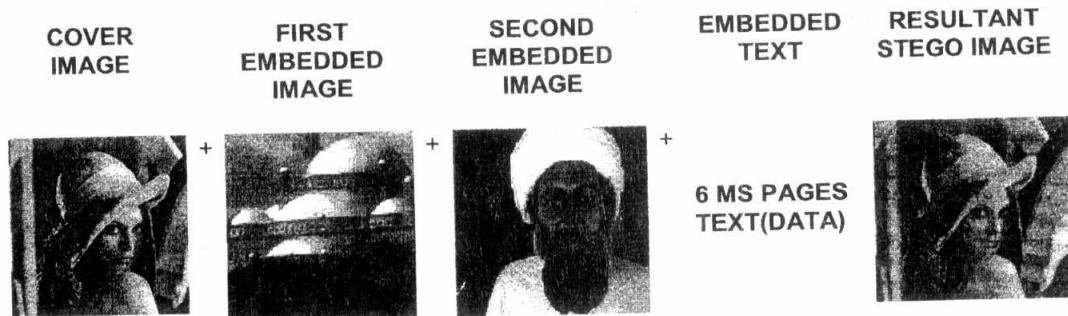 COVER
IMAGE
FIRST
EMBEDDED
IMAGE
SECOND
EMBEDDED
IMAGE
EMBEDDED
TEXT
RESULTANT
STEGO IMAGE
+
+
+
6 MS PAGES
TEXT(DATA)